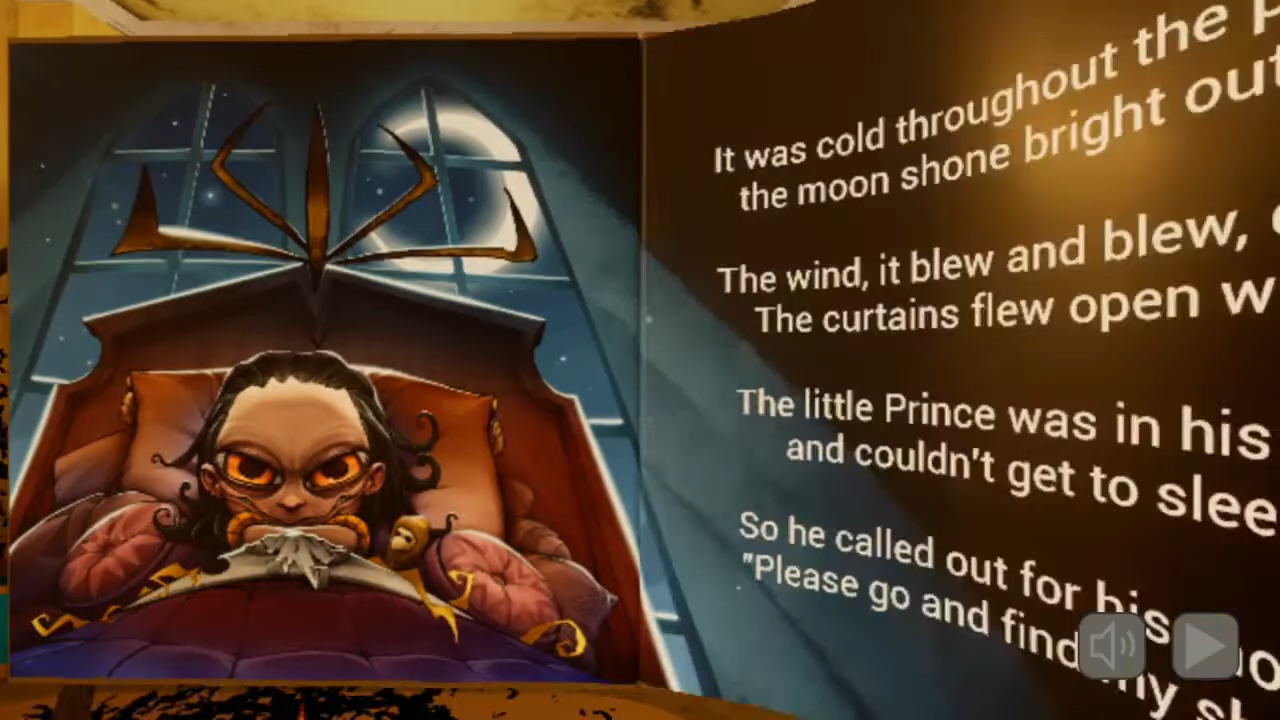 It was cold throughout the
the moon shone bright
The wind, it blew and blew,
The curtains flew open
The little Prince was in his
and couldn't get to
So he called out for his
"Please go and find my